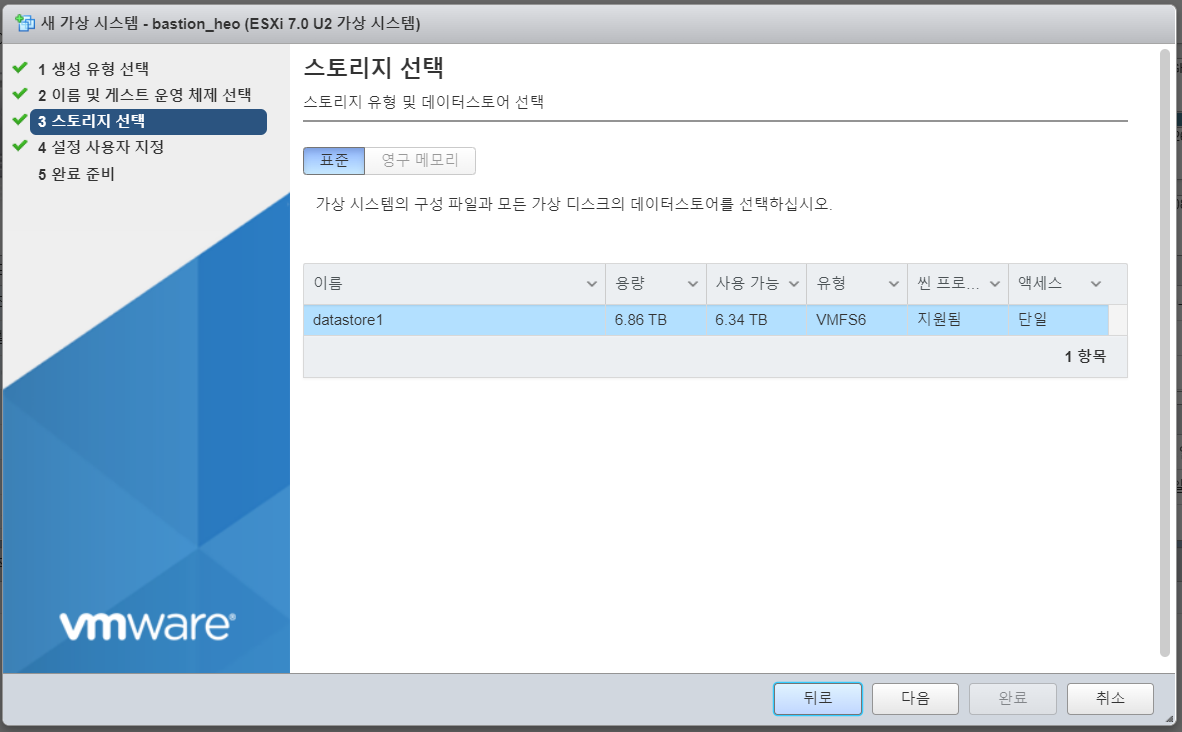 새 가상 시스템 - bastion_heo (ESXi 7.0 U2 가상 시스템)
1 생성 유형 선택
2 이름 및 게스트 운영 체제 선택
3 스토리지 선택
4 설정 사용자 지정
5 완료 준비
vmware®
스토리지 선택
스토리지 유형 및 데이터스토어 선택
표준 영구 메모리
가상 시스템의 구성 파일과 모든 가상 디스크의 데이터스토어를 선택하십시오.
이름 용량 사용 가능 유형 씬 프로... 액세스
datastore1 6.86 TB 6.34 TB VMFS6 지원됨 단일
1 항목
뒤로 다음 완료 취소